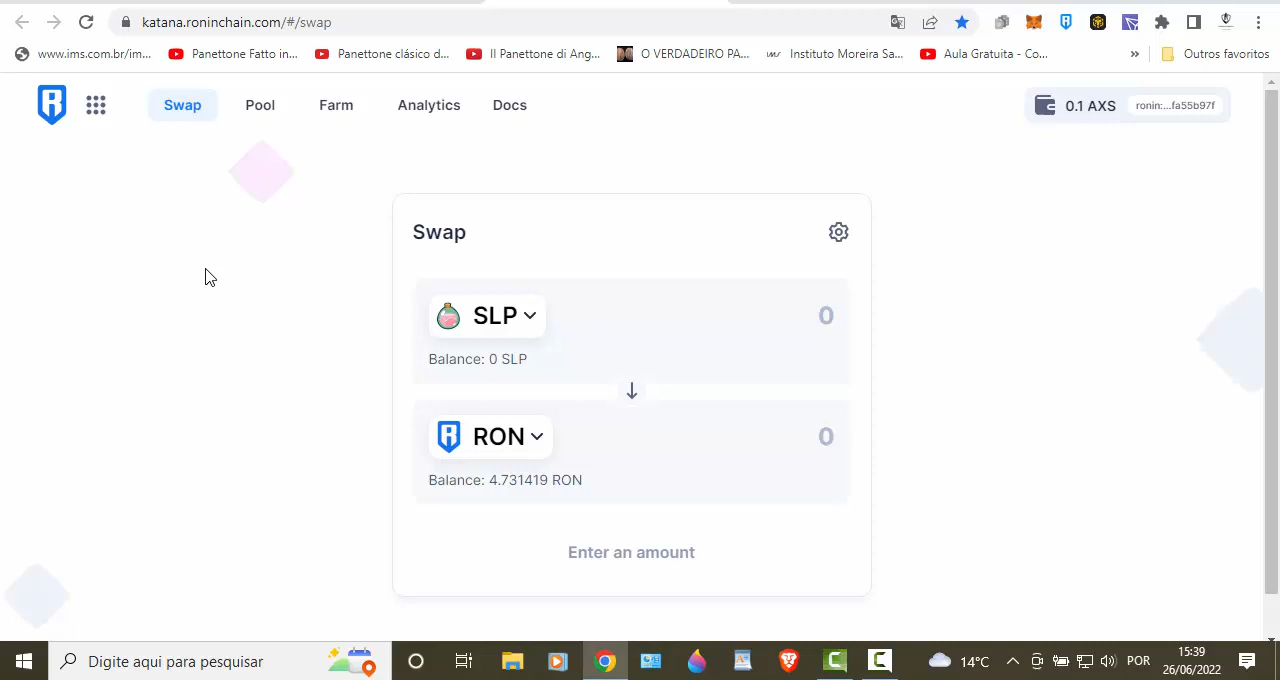 katana.roninchain.com/#/swap
www.ims.com.br/im... Panettone Fatto in... Panettone clásico d... Il Panettone di Ang... O VERDADEIRO PA... IMS Instituto Moreira Sa... Aula Gratuita - Co... » Outros favoritos
Swap Pool Farm Analytics Docs 0.1 AXS ronin:...fa55b97f
Swap
SLP 0
Balance: 0 SLP
RON 0
Balance: 4.731419 RON
Enter an amount
Digite aqui para pesquisar 14°C POR 15:39
26/06/2022